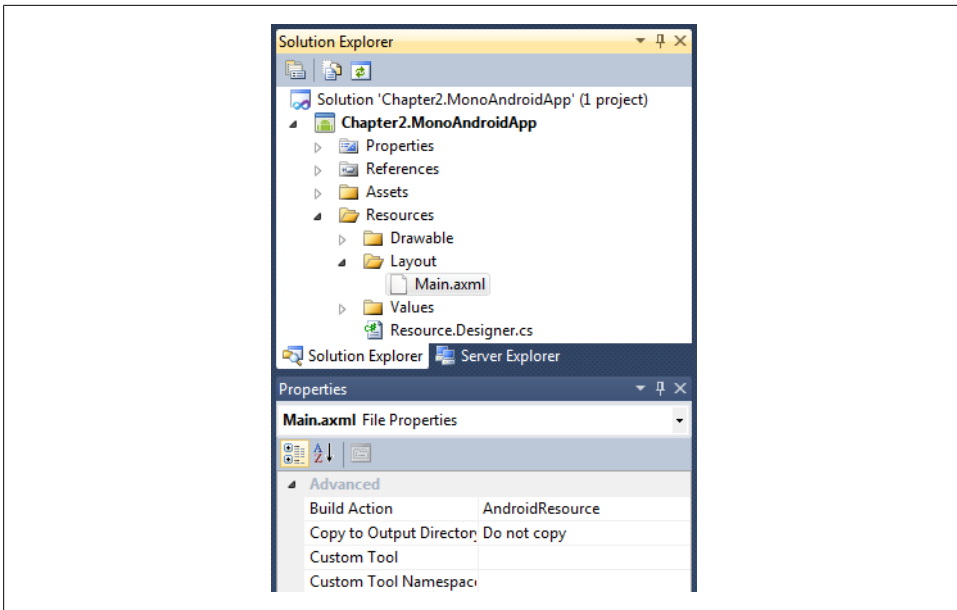 Solution Explorer
Solution 'Chapter2.MonoAndroidApp' (1 project)
Chapter2.MonoAndroidApp
Properties
References
Assets
Resources
Drawable
Layout
Main.axml
Values
Resource.Designer.cs
Solution Explorer Server Explorer
Properties
Main.axml File Properties
Advanced
Build Action AndroidResource
Copy to Output Director Do not copy
Custom Tool
Custom Tool Namespac